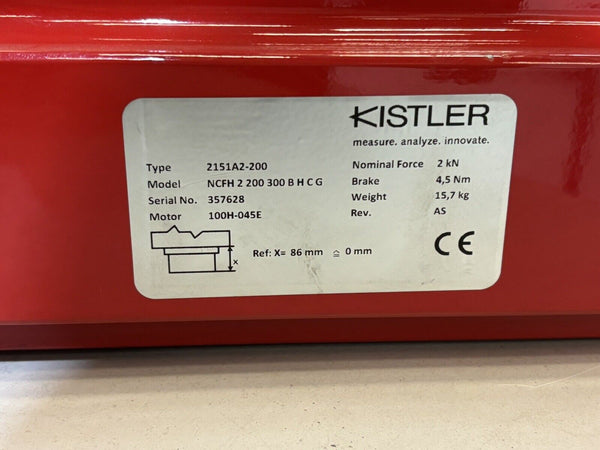 KISTLER
measure. analyze. innovate.
Type 2151A2-200
Model NCFH 2 200 300 B H C G
Serial No. 357628
Motor 100H-045E
Nominal Force 2 kN
Brake 4,5 Nm
Weight 15,7 kg
Rev. AS
x
Ref: X= 86 mm ≙ 0 mm
CE